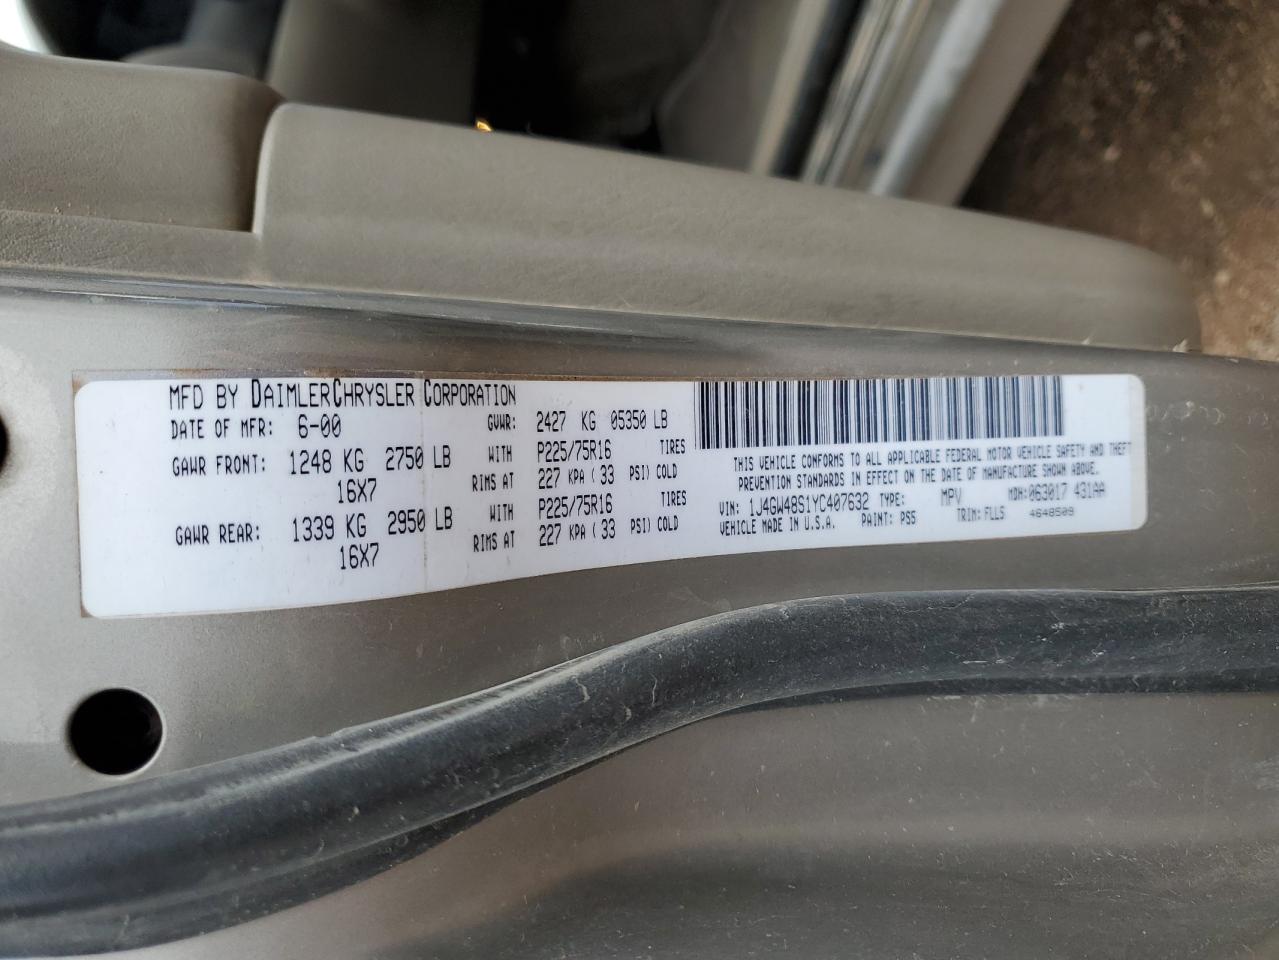 MFD BY DAIMLERCHRYSLER CORPORATION
DATE OF MFR: 6-00 GVWR: 2427 KG 05350 LB
GAWR FRONT: 1248 KG 2750 LB WITH P225/75R16 TIRES
16X7 RIMS AT 227 KPA (33 PSI) COLD
GAWR REAR: 1339 KG 2950 LB WITH P225/75R16 TIRES
16X7 RIMS AT 227 KPA (33 PSI) COLD
THIS VEHICLE CONFORMS TO ALL APPLICABLE FEDERAL MOTOR VEHICLE SAFETY AND THEFT
PREVENTION STANDARDS IN EFFECT ON THE DATE OF MANUFACTURE SHOWN ABOVE.
VIN: 1J4GW48S1YC407632 TYPE: MPV MDH: 063017 431AA
VEHICLE MADE IN U.S.A. PAINT: PS5 TRIM: FLLS 4648509